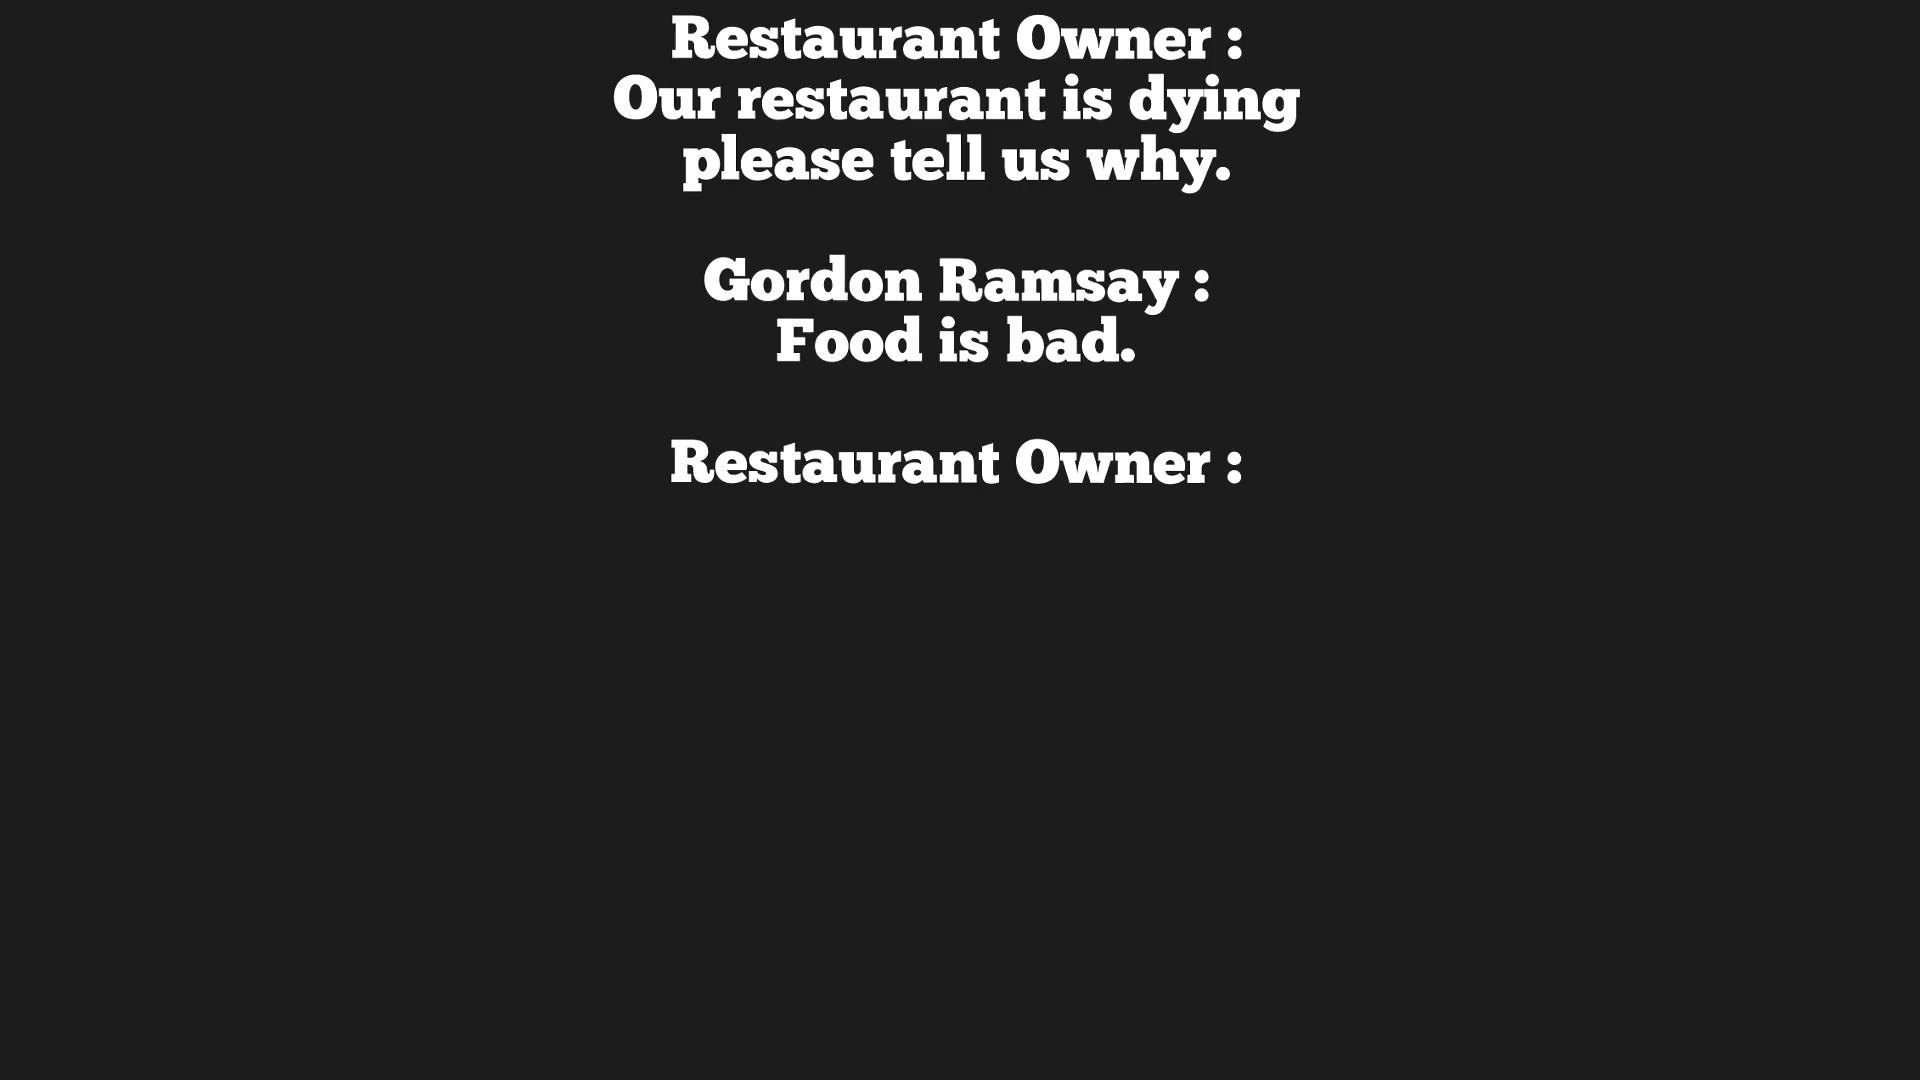 Restaurant Owner :
Our restaurant is dying
please tell us why.
Gordon Ramsay :
Food is bad.
Restaurant Owner :